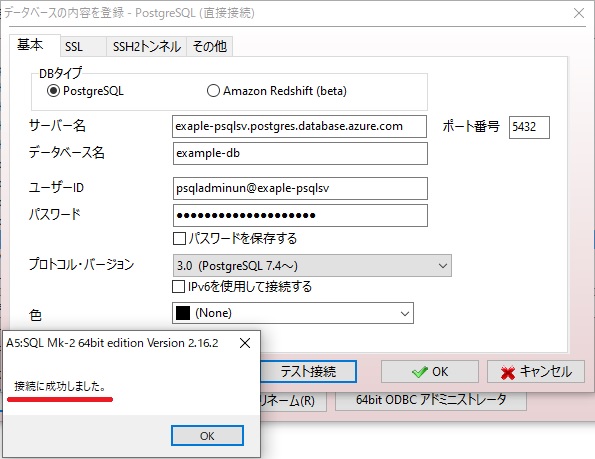 データベースの内容を登録 - PostgreSQL (直接接続)
基本 SSL SSH2トンネル その他
DBタイプ
PostgreSQL Amazon Redshift (beta)
サーバー名 exaple-psqlsv.postgres.database.azure.com ポート番号 5432
データベース名 example-db
ユーザーID psqladminun@exaple-psqlsv
パスワード ●●●●●●●●●●●●●●●●●●●●
パスワードを保存する
プロトコル・バージョン 3.0 (PostgreSQL 7.4～)
IPv6を使用して接続する
色 (None)
テスト接続 OK キャンセル
リネーム(R) 64bit ODBC アドミニストレータ
A5:SQL Mk-2 64bit edition Version 2.16.2
接続に成功しました。
OK